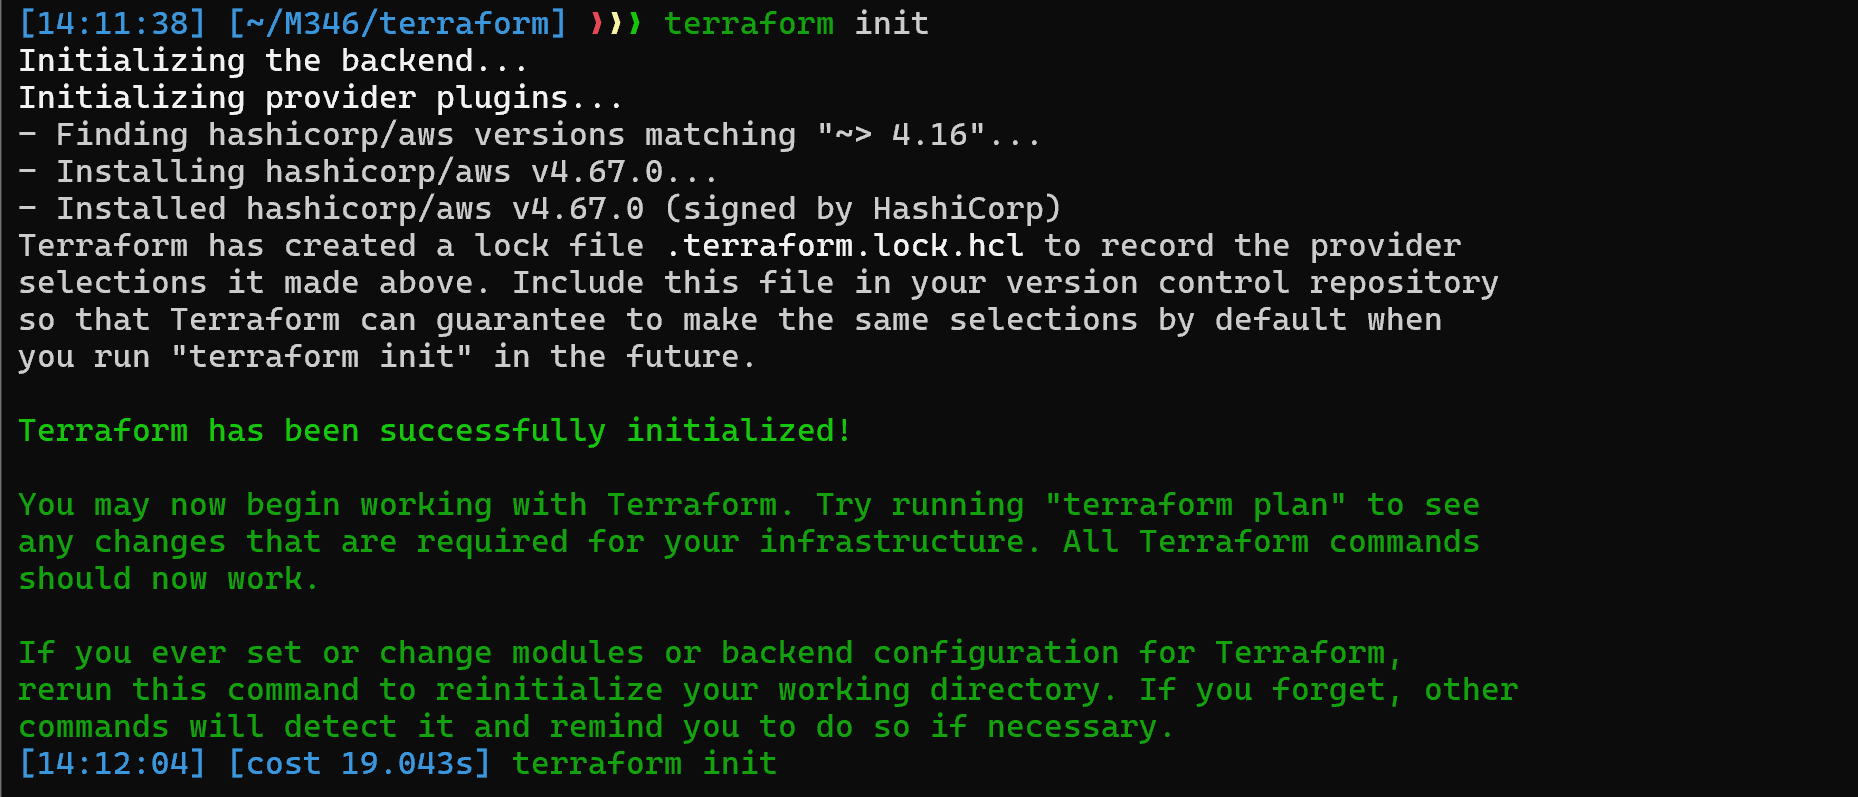 [14:11:38] [~/M346/terraform] ❯❯❯ terraform init
Initializing the backend...
Initializing provider plugins...
- Finding hashicorp/aws versions matching "~> 4.16"...
- Installing hashicorp/aws v4.67.0...
- Installed hashicorp/aws v4.67.0 (signed by HashiCorp)
Terraform has created a lock file .terraform.lock.hcl to record the provider
selections it made above. Include this file in your version control repository
so that Terraform can guarantee to make the same selections by default when
you run "terraform init" in the future.
Terraform has been successfully initialized!
You may now begin working with Terraform. Try running "terraform plan" to see
any changes that are required for your infrastructure. All Terraform commands
should now work.
If you ever set or change modules or backend configuration for Terraform,
rerun this command to reinitialize your working directory. If you forget, other
commands will detect it and remind you to do so if necessary.
[14:12:04] [cost 19.043s] terraform init